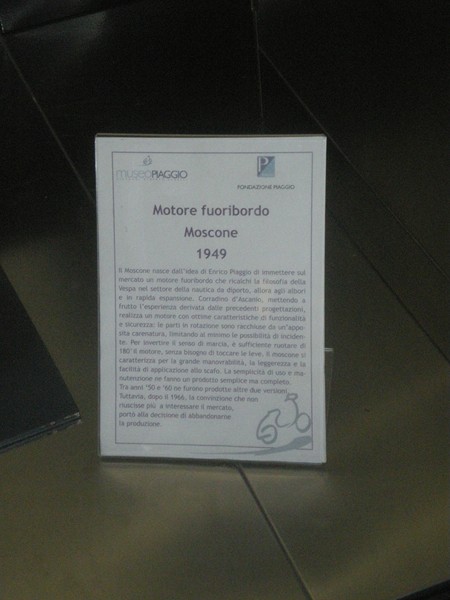 museoPIAGGIO
FONDAZIONE PIAGGIO
Motore fuoribordo
Moscone
1949
Il Moscone nasce dall'idea di Enrico Piaggio di immettere sul
mercato un motore fuoribordo che ricalchi la filosofia della
Vespa nel settore della nautica da diporto, allora agli albori
e in rapida espansione. Corradino d'Ascanio, mettendo a
frutto l'esperienza derivata dalle precedenti progettazioni,
realizza un motore con ottime caratteristiche di funzionalità
e sicurezza: le parti in rotazione sono racchiuse da un'appo-
sita carenatura, limitando al minimo le possibilità di inciden-
te. Per invertire il senso di marcia, è sufficiente ruotare di
180° il motore, senza bisogno di toccare le leve. Il moscone si
caratterizza per la grande manovrabilità, la leggerezza e la
facilità di applicazione allo scafo. La semplicità di uso e ma-
nutenzione ne fanno un prodotto semplice ma completo.
Tra anni '50 e '60 ne furono prodotte altre due versioni.
Tuttavia, dopo il 1966, la convinzione che non
riuscisse più a interessare il mercato,
portò alla decisione di abbandonarne
la produzione.